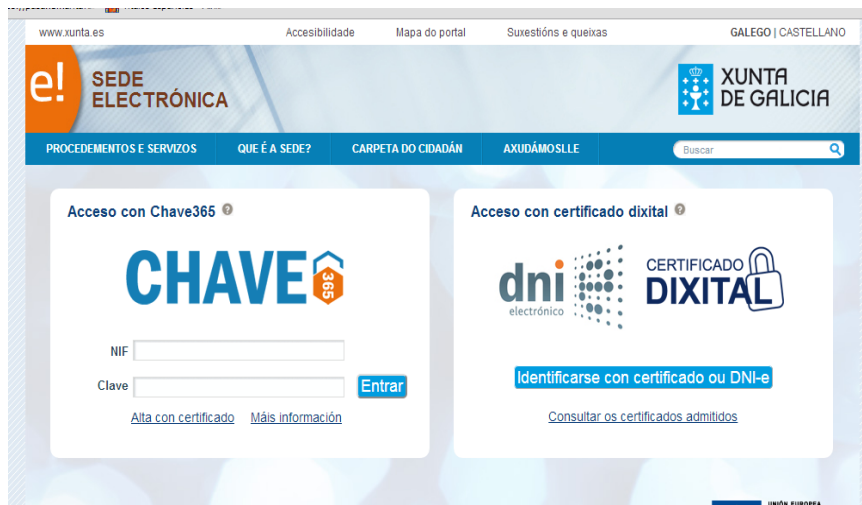 www.xunta.es Accesibilidade Mapa do portal Suxestións e queixas GALEGO | CASTELLANO
e! SEDE ELECTRÓNICA
XUNTA DE GALICIA
PROCEDEMENTOS E SERVIZOS QUE É A SEDE? CARPETA DO CIDADÁN AXUDÁMOSLLE Buscar
Acceso con Chave365 ?
CHAVE 365
NIF
Clave Entrar
Alta con certificado Máis información
Acceso con certificado dixital ?
dni electrónico
CERTIFICADO DIXITAL
Identificarse con certificado ou DNI-e
Consultar os certificados admitidos
UNIÓN EUROPEA